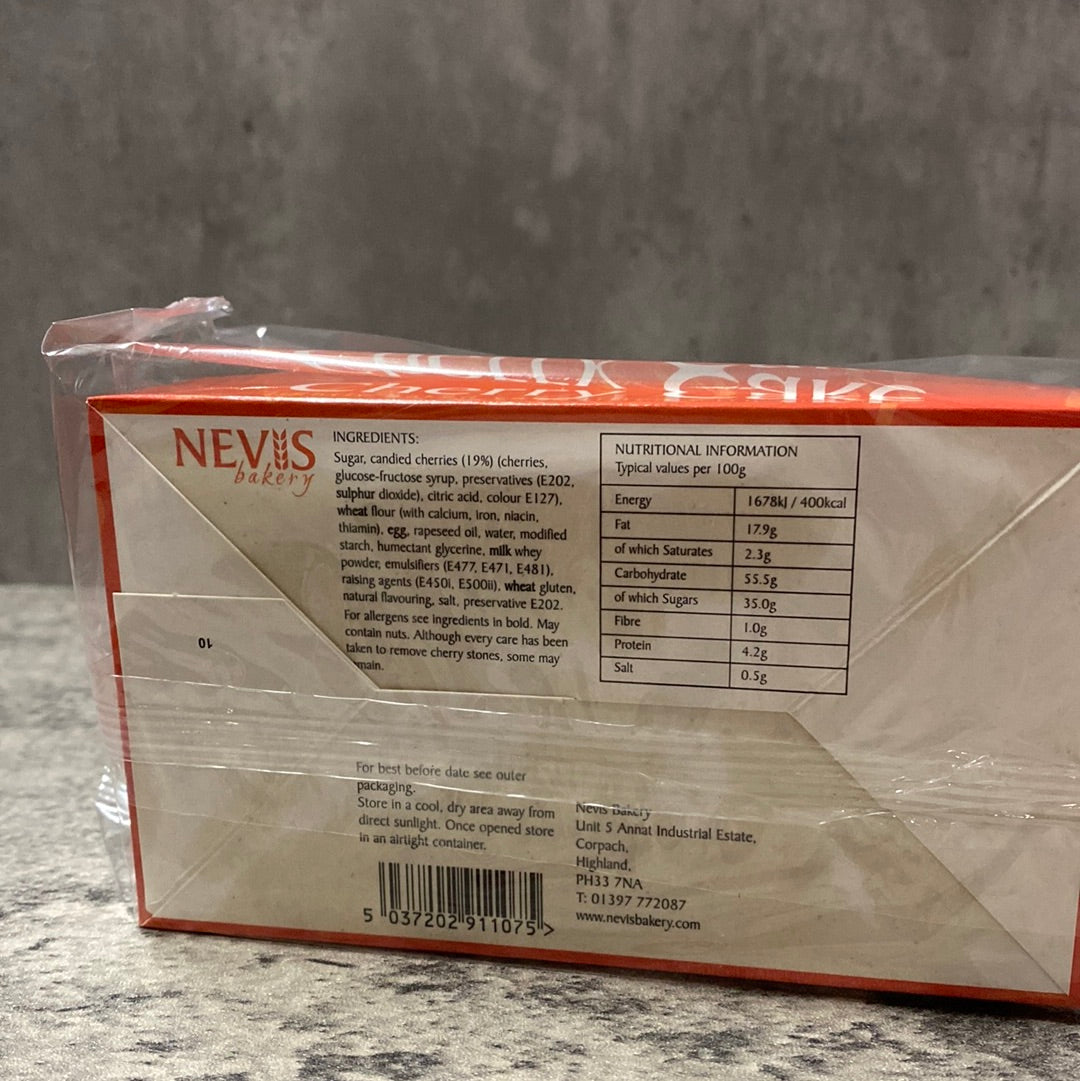 Cherry Cake
NEVIS
bakery
INGREDIENTS:
Sugar, candied cherries (19%) (cherries,
glucose-fructose syrup, preservatives (E202,
sulphur dioxide), citric acid, colour E127),
wheat flour (with calcium, iron, niacin,
thiamin), egg, rapeseed oil, water, modified
starch, humectant glycerine, milk whey
powder, emulsifiers (E477, E471, E481),
raising agents (E450i, E500ii), wheat gluten,
natural flavouring, salt, preservative E202.
For allergens see ingredients in bold. May
contain nuts. Although every care has been
taken to remove cherry stones, some may
main.
NUTRITIONAL INFORMATION
Typical values per 100g
Energy 1678kJ / 400kcal
Fat 17.9g
of which Saturates 2.3g
Carbohydrate 55.5g
of which Sugars 35.0g
Fibre 1.0g
Protein 4.2g
Salt 0.5g
10
For best before date see outer
packaging.
Store in a cool, dry area away from
direct sunlight. Once opened store
in an airtight container.
5 037202 911075 >
Nevis Bakery
Unit 5 Annat Industrial Estate,
Corpach,
Highland,
PH33 7NA
T: 01397 772087
www.nevisbakery.com